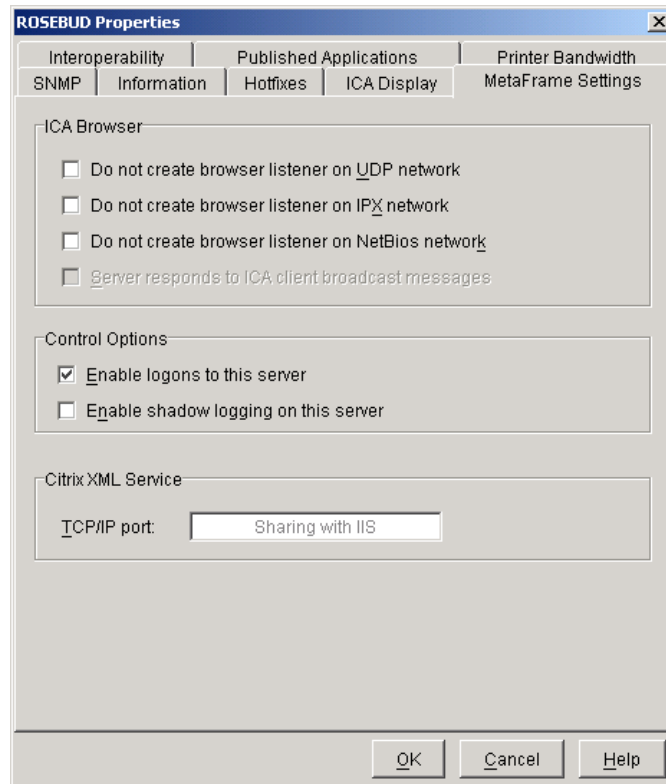 ROSEBUD Properties
Interoperability Published Applications Printer Bandwidth
SNMP Information Hotfixes ICA Display MetaFrame Settings
ICA Browser
Do not create browser listener on UDP network
Do not create browser listener on IPX network
Do not create browser listener on NetBios network
Server responds to ICA client broadcast messages
Control Options
Enable logons to this server
Enable shadow logging on this server
Citrix XML Service
TCP/IP port: Sharing with IIS
OK Cancel Help